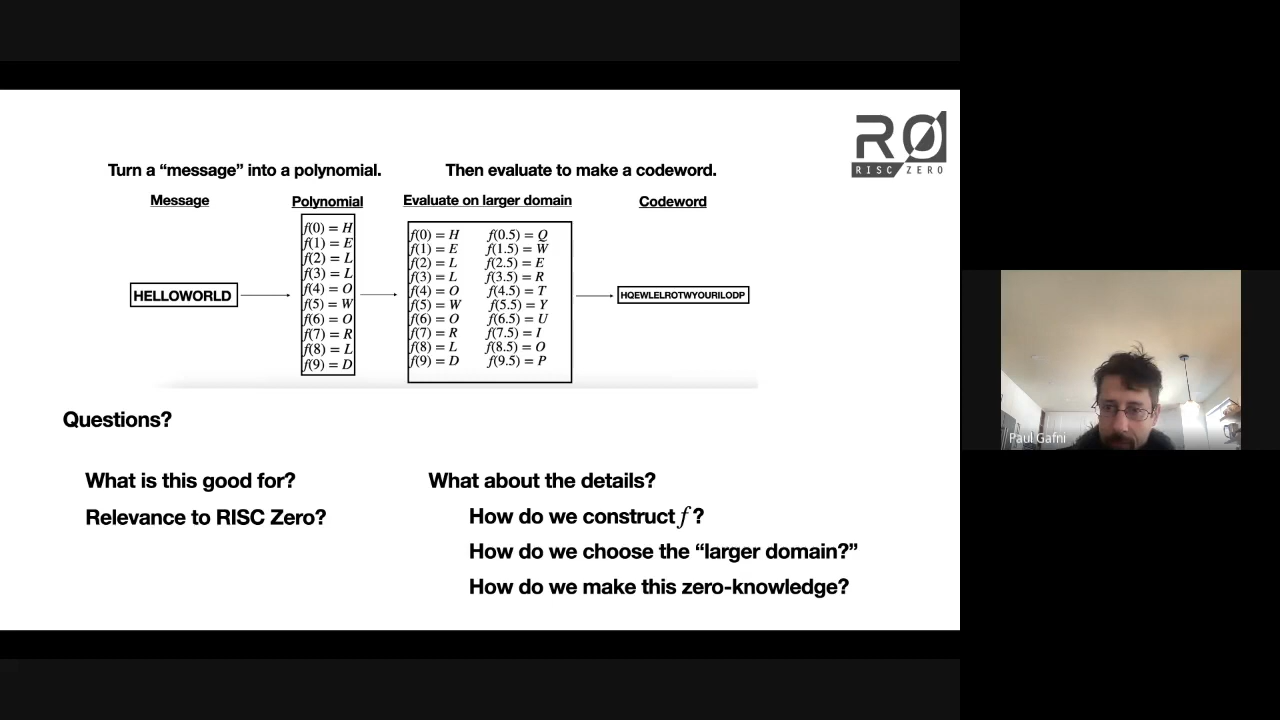 RØ
RISC ZERO
Turn a “message” into a polynomial.
Then evaluate to make a codeword.
Message
Polynomial
Evaluate on larger domain
Codeword
HELLOWORLD
f(0) = H
f(1) = E
f(2) = L
f(3) = L
f(4) = O
f(5) = W
f(6) = O
f(7) = R
f(8) = L
f(9) = D
f(0) = H f(0.5) = Q
f(1) = E f(1.5) = W
f(2) = L f(2.5) = E
f(3) = L f(3.5) = R
f(4) = O f(4.5) = T
f(5) = W f(5.5) = Y
f(6) = O f(6.5) = U
f(7) = R f(7.5) = I
f(8) = L f(8.5) = O
f(9) = D f(9.5) = P
HQEWLELROTWYOURILODP
Questions?
What is this good for?
Relevance to RISC Zero?
What about the details?
How do we construct f ?
How do we choose the “larger domain?”
How do we make this zero-knowledge?
Paul Gafni